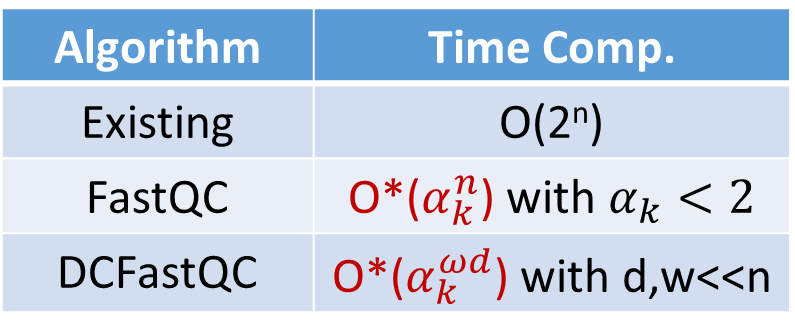 Algorithm Time Comp.
Existing O(2ⁿ)
FastQC O*(αₖⁿ) with αₖ < 2
DCFastQC O*(αₖ^ωd) with d,w<<n